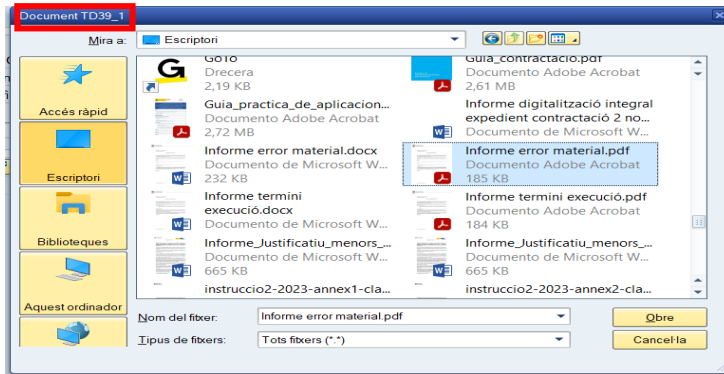 Document TD39_1
Mira a:
Escriptori
Accés ràpid
Escriptori
Biblioteques
Aquest ordinador
GoTo
Drecera
2,19 KB
Guia_contractació.pdf
Documento Adobe Acrobat
2,61 MB
Guia_practica_de_aplicacion...
Documento Adobe Acrobat
2,72 MB
Informe digitalització integral
expedient contractació 2 no...
Documento de Microsoft W...
Informe error material.docx
Documento de Microsoft W...
232 KB
Informe error material.pdf
Documento Adobe Acrobat
185 KB
Informe termini
execució.docx
Documento de Microsoft W...
Informe termini execució.pdf
Documento Adobe Acrobat
184 KB
Informe_Justificatiu_menors_...
Documento de Microsoft W...
665 KB
Informe_Justificatiu_menors_...
Documento de Microsoft W...
665 KB
instruccio2-2023-annex1-cla...
instruccio2-2023-annex2-cla...
Nom del fitxer:
Informe error material.pdf
Obre
Tipus de fitxers:
Tots fitxers (*.*)
Cancel·la